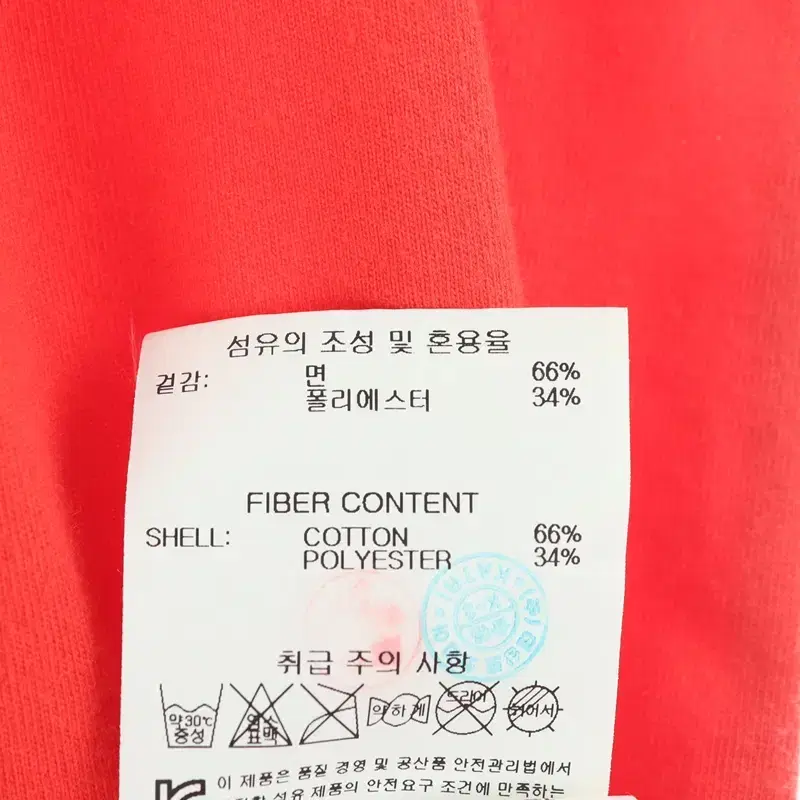 섬유의 조성 및 혼용율
겉감: 면 66%
폴리에스터 34%
FIBER CONTENT
SHELL: COTTON 66%
POLYESTER 34%
취급 주의 사항
약30℃ 중성
염소 표백
약하게
드라이
뉘어서
이 제품은 품질 경영 및 공산품 안전관리법에서
섬유 제품의 안전요구 조건에 만족하는